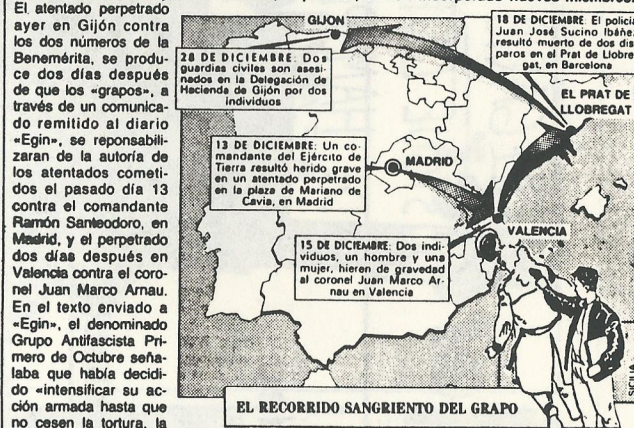 El atentado perpetrado
ayer en Gijón contra
los dos números de la
Benemérita, se produ-
ce dos días después
de que los «grapos», a
través de un comunica-
do remitido al diario
«Egin», se reponsabili-
zaran de la autoría de
los atentados cometi-
dos el pasado día 13
contra el comandante
Ramón Santeodoro, en
Madrid, y el perpetrado
dos días después en
Valencia contra el coro-
nel Juan Marco Arnau.
En el texto enviado a
«Egin», el denominado
Grupo Antifascista Pri-
mero de Octubre seña-
laba que había decidi-
do «intensificar su ac-
ción armada hasta que
no cesen la tortura, la
GIJON
28 DE DICIEMBRE: Dos
guardias civiles son asesi-
nados en la Delegación de
Hacienda de Gijón por dos
individuos
18 DE DICIEMBRE: El policía
Juan José Sucino Ibáñez
resultó muerto de dos dis-
paros en el Prat de Llobre-
gat, en Barcelona
EL PRAT DE
LLOBREGAT
13 DE DICIEMBRE: Un co-
mandante del Ejército de
Tierra resultó herido grave
en un atentado perpetrado
en la plaza de Mariano de
Cavia, en Madrid
MADRID
VALENCIA
15 DE DICIEMBRE: Dos indi-
viduos, un hombre y una
mujer, hieren de gravedad
al coronel Juan Marco Ar-
nau en Valencia
SICILIA
EL RECORRIDO SANGRIENTO DEL GRAPO